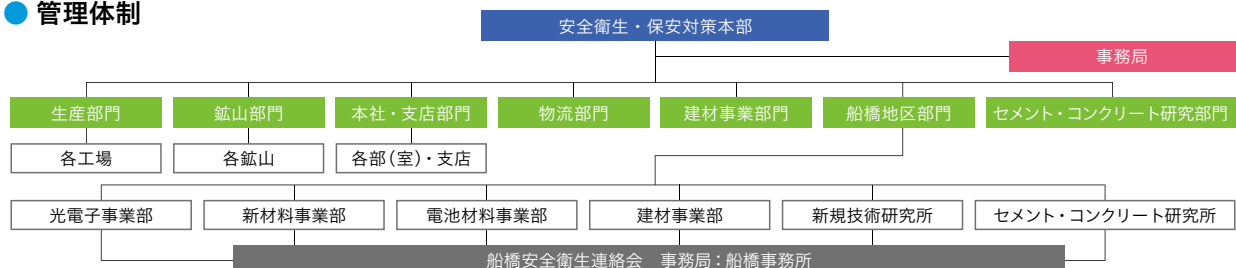 管理体制
安全衛生・保安対策本部
事務局
生産部門 鉱山部門 本社・支店部門 物流部門 建材事業部門 船橋地区部門 セメント・コンクリート研究部門
各工場 各鉱山 各部(室)・支店
光電子事業部 新材料事業部 電池材料事業部 建材事業部 新規技術研究所 セメント・コンクリート研究所
船橋安全衛生連絡会 事務局:船橋事務所